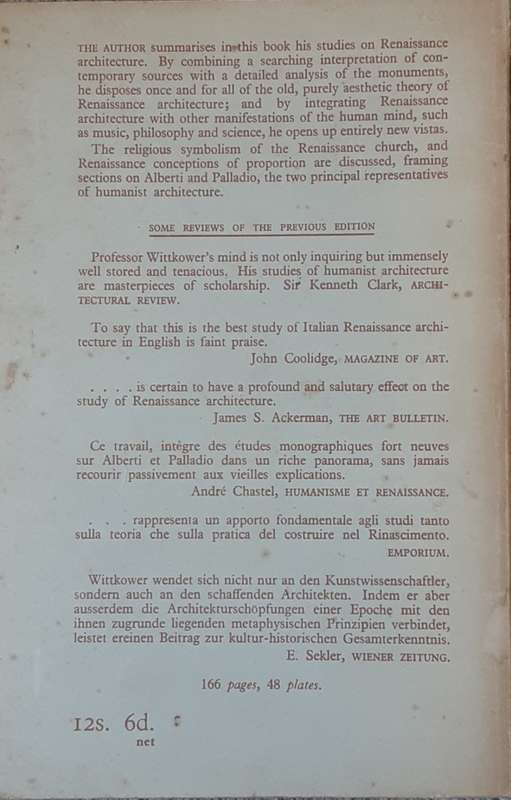 THE AUTHOR summarises in this book his studies on Renaissance
architecture. By combining a searching interpretation of con-
temporary sources with a detailed analysis of the monuments,
he disposes once and for all of the old, purely aesthetic theory of
Renaissance architecture; and by integrating Renaissance
architecture with other manifestations of the human mind, such
as music, philosophy and science, he opens up entirely new vistas.
The religious symbolism of the Renaissance church, and
Renaissance conceptions of proportion are discussed, framing
sections on Alberti and Palladio, the two principal representatives
of humanist architecture.
SOME REVIEWS OF THE PREVIOUS EDITION
Professor Wittkower's mind is not only inquiring but immensely
well stored and tenacious. His studies of humanist architecture
are masterpieces of scholarship. Sir Kenneth Clark, ARCHI-
TECTURAL REVIEW.
To say that this is the best study of Italian Renaissance archi-
tecture in English is faint praise.
John Coolidge, MAGAZINE OF ART.
. . . . is certain to have a profound and salutary effect on the
study of Renaissance architecture.
James S. Ackerman, THE ART BULLETIN.
Ce travail, intègre des études monographiques fort neuves
sur Alberti et Palladio dans un riche panorama, sans jamais
recourir passivement aux vieilles explications.
André Chastel, HUMANISME ET RENAISSANCE.
. . . rappresenta un apporto fondamentale agli studi tanto
sulla teoria che sulla pratica del costruire nel Rinascimento.
EMPORIUM.
Wittkower wendet sich nicht nur an den Kunstwissenschaftler,
sondern auch an den schaffenden Architekten. Indem er aber
ausserdem die Architekturschöpfungen einer Epoche mit den
ihnen zugrunde liegenden metaphysischen Prinzipien verbindet,
leistet ereinen Beitrag zur kultur-historischen Gesamterkenntnis.
E. Sekler, WIENER ZEITUNG.
166 pages, 48 plates.
12s. 6d.
net